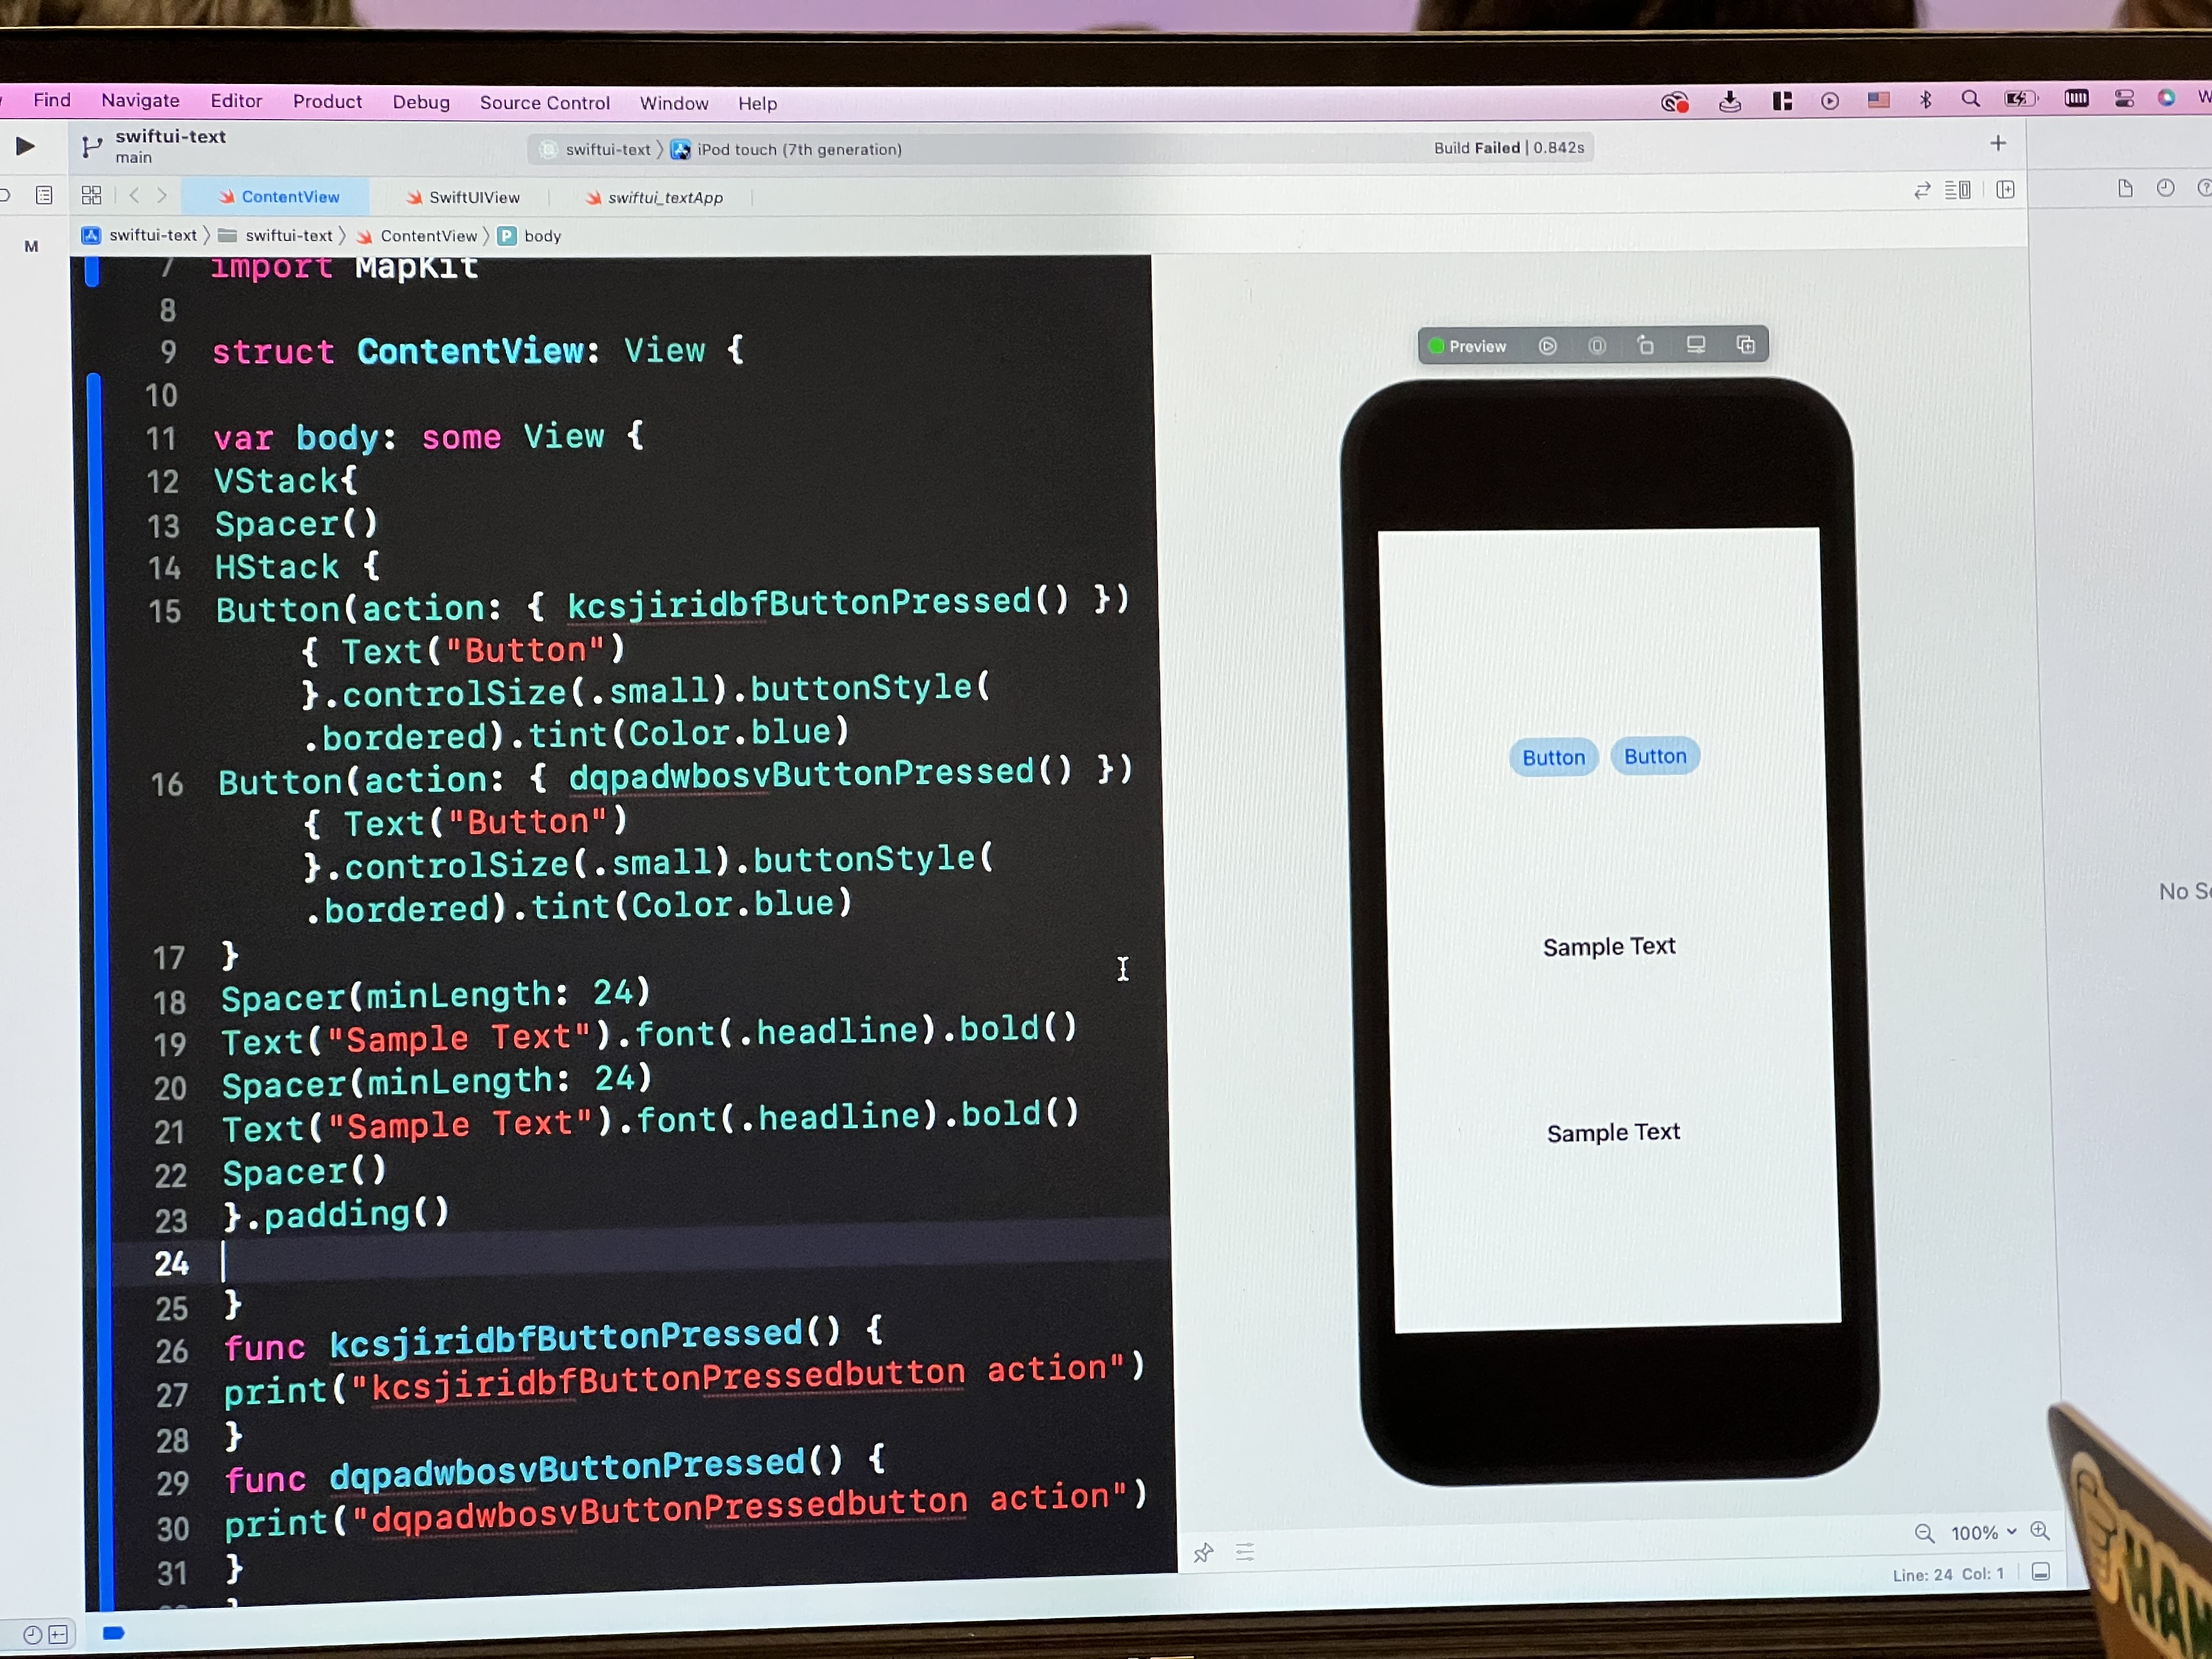 Find Navigate Editor Product Debug Source Control Window Help
swiftui-text
main
swiftui-text iPod touch (7th generation)
Build Failed | 0.842s
ContentView SwiftUIView swiftui_textApp
M
swiftui-text swiftui-text ContentView P body
7 import MapKit
8
9 struct ContentView: View {
10
11 var body: some View {
12 VStack{
13 Spacer()
14 HStack {
15 Button(action: { kcsjiridbfButtonPressed() })
{ Text("Button")
}.controlSize(.small).buttonStyle(
.bordered).tint(Color.blue)
16 Button(action: { dqpadwbosvButtonPressed() })
{ Text("Button")
}.controlSize(.small).buttonStyle(
.bordered).tint(Color.blue)
17 }
18 Spacer(minLength: 24)
19 Text("Sample Text").font(.headline).bold()
20 Spacer(minLength: 24)
21 Text("Sample Text").font(.headline).bold()
22 Spacer()
23 }.padding()
24
25 }
26 func kcsjiridbfButtonPressed() {
27 print("kcsjiridbfButtonPressedbutton action")
28 }
29 func dqpadwbosvButtonPressed() {
30 print("dqpadwbosvButtonPressedbutton action")
31 }
Preview
Button Button
Sample Text
Sample Text
No
100%
Line: 24 Col: 1